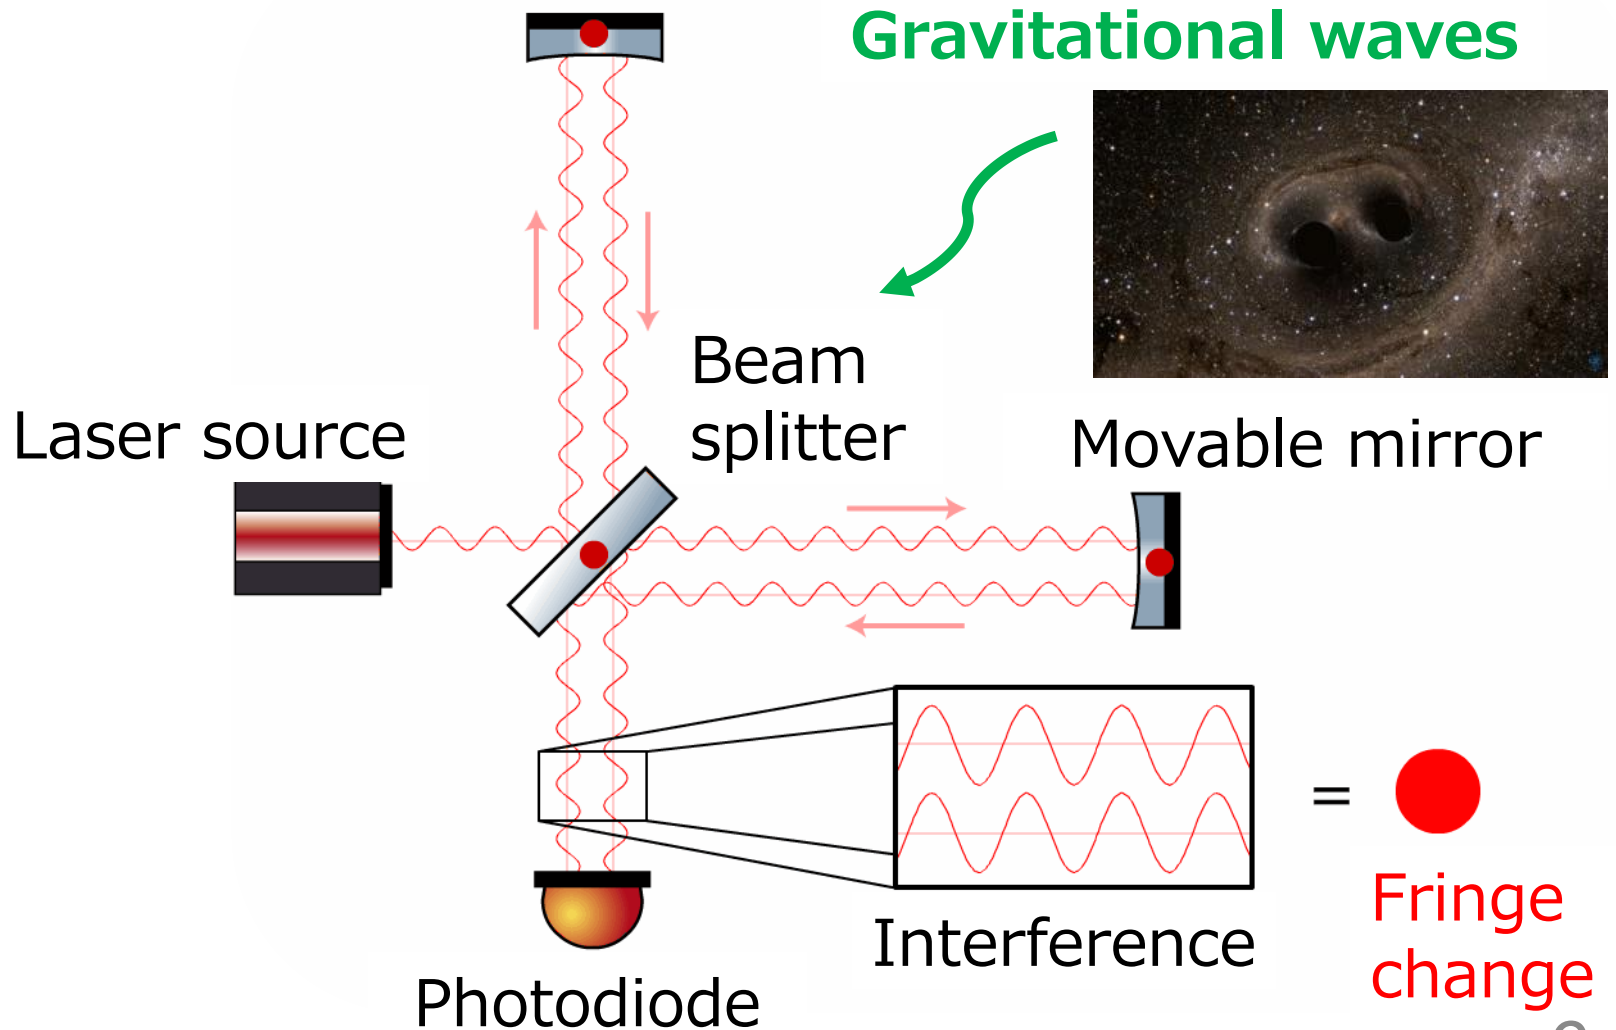 Gravitational waves
Beam
splitter
Laser source
Movable mirror
=
Fringe
change
Interference
Photodiode